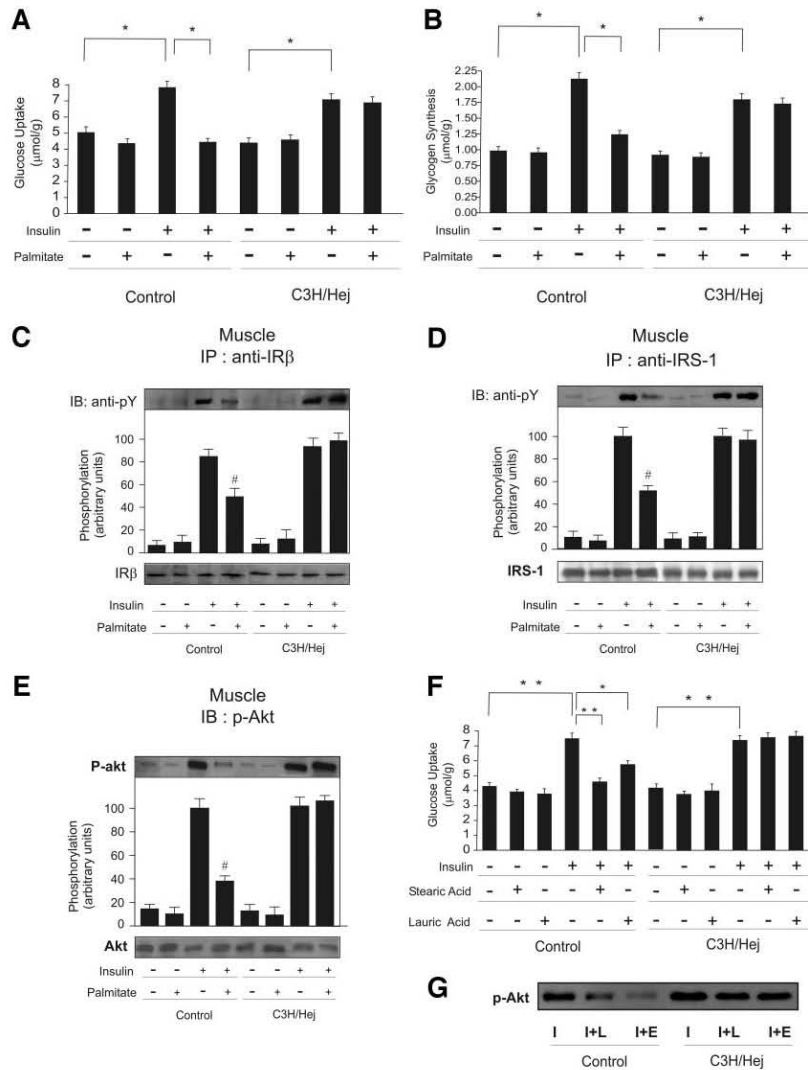 A
*
*
*
Glucose Uptake
(μmol/g)
8
7
6
5
4
3
2
1
0
Insulin - - + + - - + +
Palmitate - + - + - + - +
Control C3H/Hej
B
*
*
*
Glycogen Synthesis
(μmol/g)
2.25
2.00
1.75
1.50
1.25
1.00
0.75
0.50
0.25
0.00
Insulin - - + + - - + +
Palmitate - + - + - + - +
Control C3H/Hej
C
Muscle
IP : anti-IRβ
IB: anti-pY
Phosphorylation
(arbitrary units)
100
80
60
40
20
0
#
IRβ
Insulin - - + + - - + +
Palmitate - + - + - + - +
Control C3H/Hej
D
Muscle
IP : anti-IRS-1
IB: anti-pY
Phosphorylation
(arbitrary units)
100
80
60
40
20
0
#
IRS-1
Insulin - - + + - - + +
Palmitate - + - + - + - +
Control C3H/Hej
E
Muscle
IB : p-Akt
P-akt
Phosphorylation
(arbitrary units)
100
80
60
40
20
0
#
Akt
Insulin - - + + - - + +
Palmitate - + - + - + - +
Control C3H/Hej
F
* *
*
* *
* *
Glucose Uptake
(μmol/g)
8
7
6
5
4
3
2
1
0
Insulin - - - + + + - - - + + +
Stearic Acid - + - - + - - + - - + -
Lauric Acid - - + - - + - - + - - +
Control C3H/Hej
G
p-Akt
I I+L I+E I I+L I+E
Control C3H/Hej